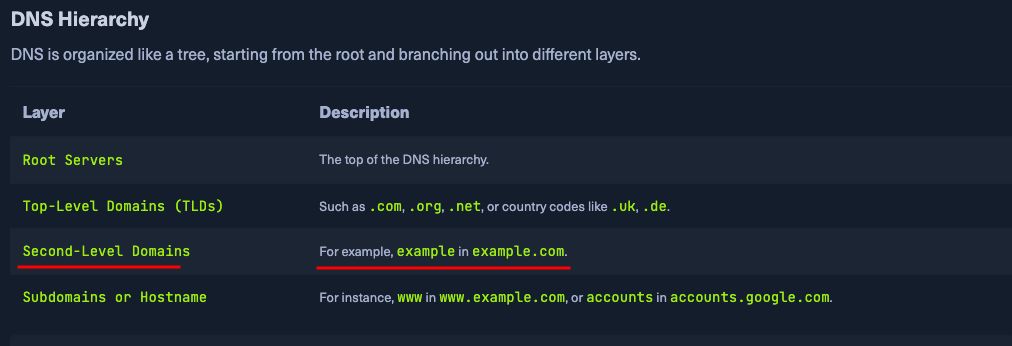 DNS Hierarchy
DNS is organized like a tree, starting from the root and branching out into different layers.
Layer Description
Root Servers The top of the DNS hierarchy.
Top-Level Domains (TLDs) Such as .com, .org, .net, or country codes like .uk, .de.
Second-Level Domains For example, example in example.com.
Subdomains or Hostname For instance, www in www.example.com, or accounts in accounts.google.com.